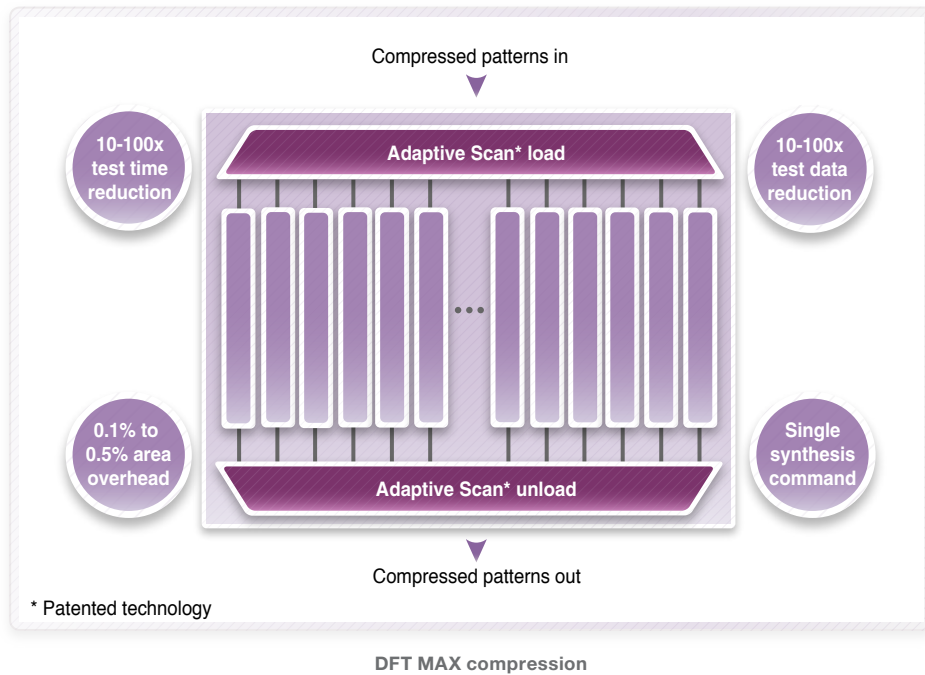 Compressed patterns in
10-100x
test time
reduction
Adaptive Scan* load
10-100x
test data
reduction
...
0.1% to
0.5% area
overhead
Adaptive Scan* unload
Single
synthesis
command
Compressed patterns out
* Patented technology
DFT MAX compression